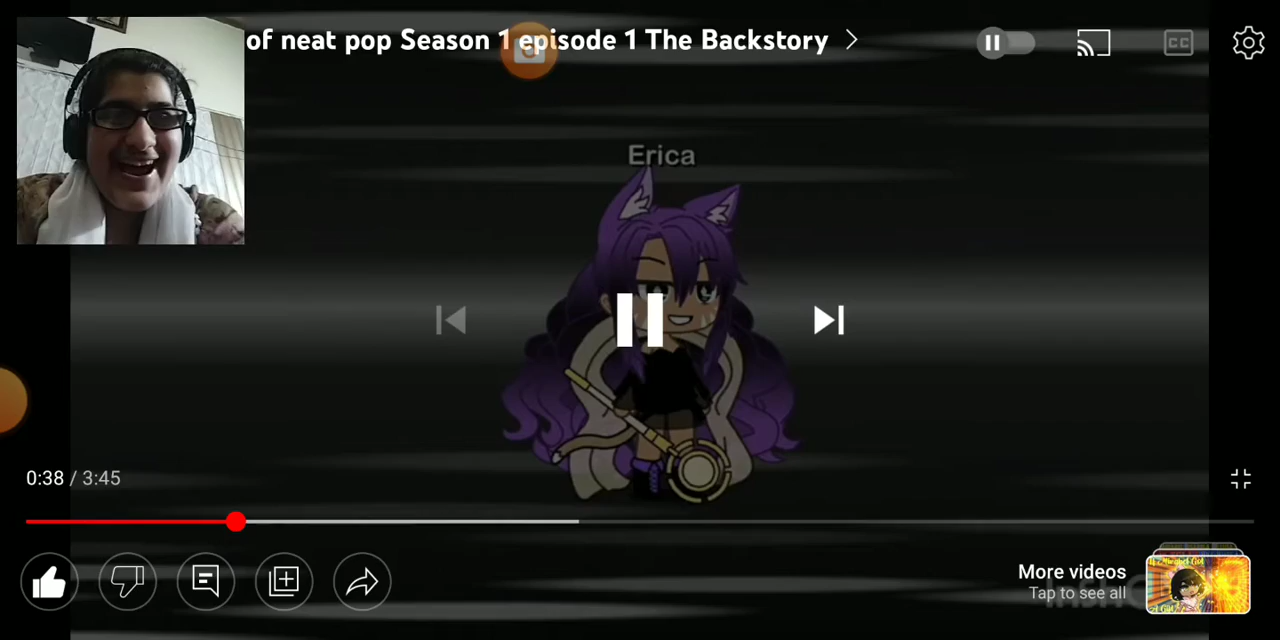 of neat pop Season 1 episode 1 The Backstory
CC
Erica
0:38 / 3:45
More videos
Tap to see all